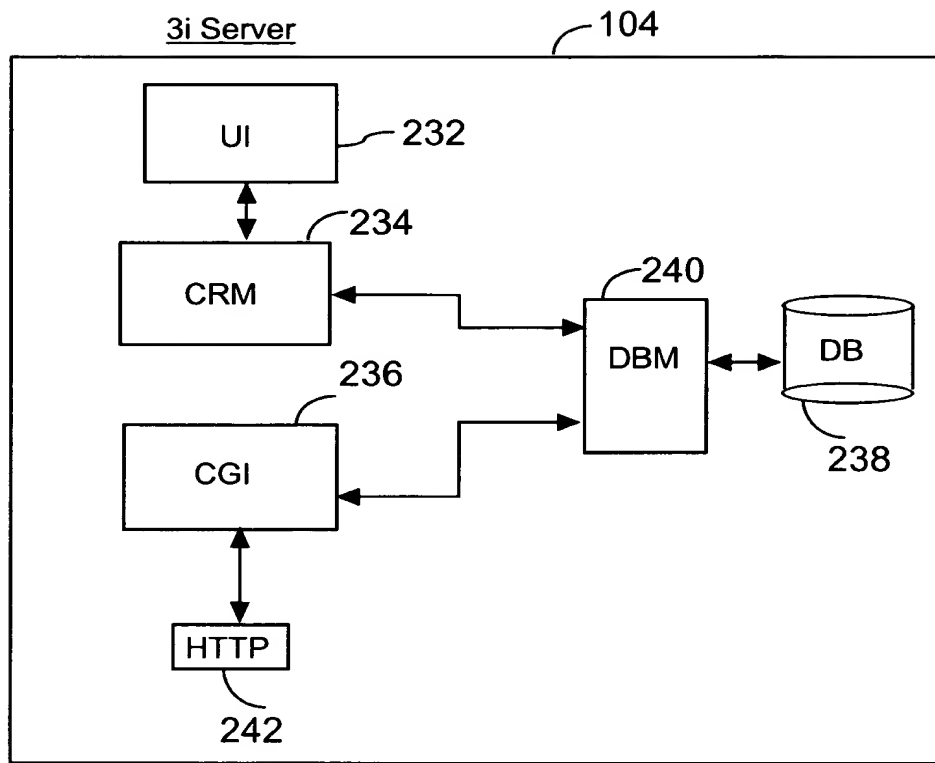 3i Server
104
UI
232
234
CRM
240
DBM
DB
236
238
CGI
HTTP
242